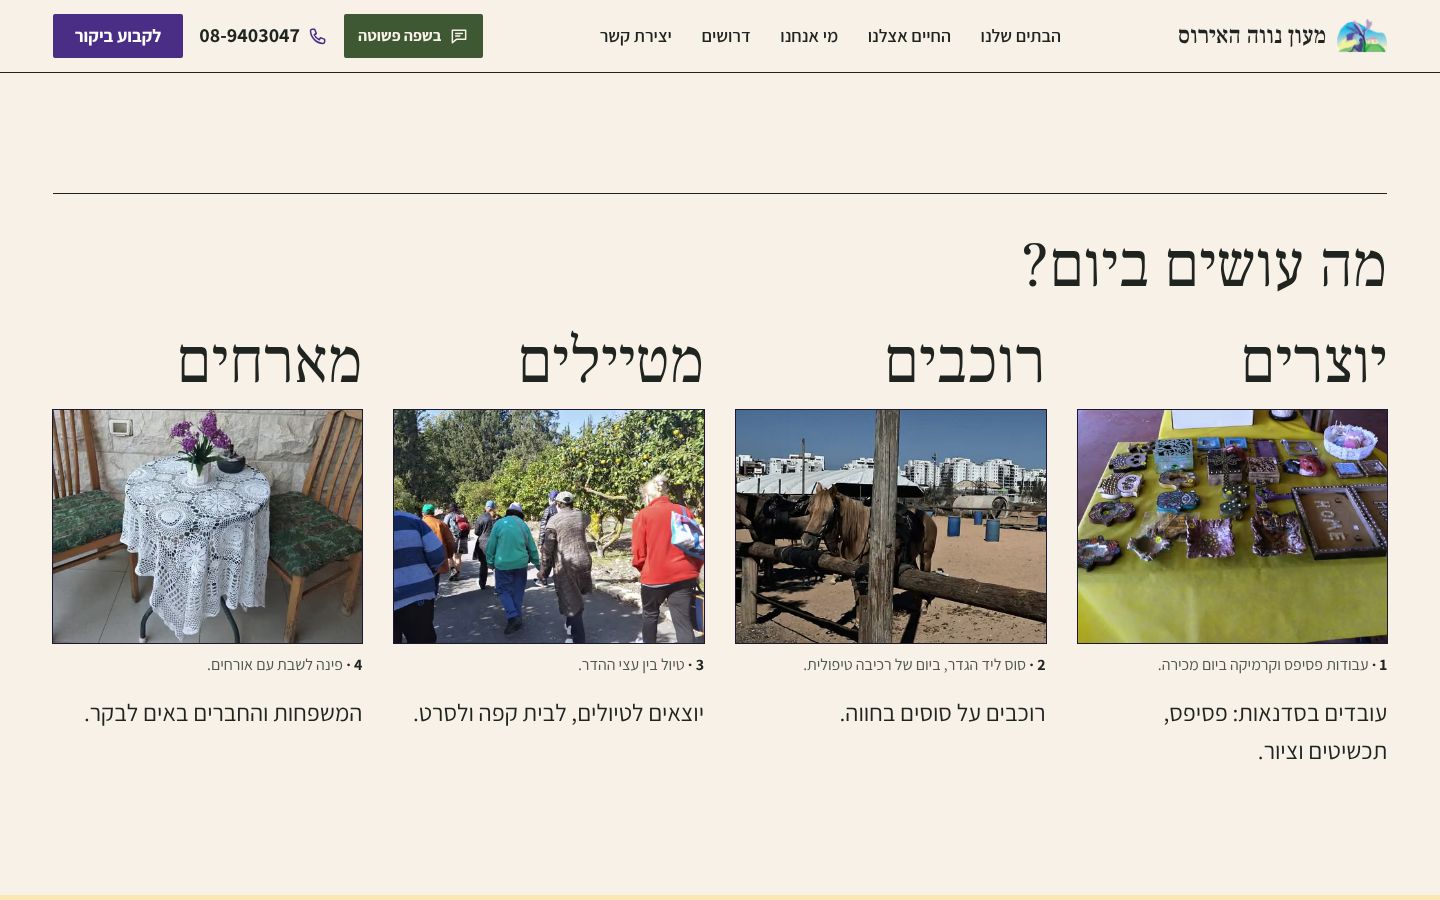 מעון נווה האירוס
הבתים שלנו
החיים אצלנו
מי אנחנו
דרושים
יצירת קשר
בשפה פשוטה
08-9403047
לקבוע ביקור
מה עושים ביום?
יוצרים
רוכבים
מטיילים
מארחים
HOME
1 · עבודות פסיפס וקרמיקה ביום מכירה.
2 · סוס ליד הגדר, ביום של רכיבה טיפולית.
3 · טיול בין עצי ההדר.
4 · פינה לשבת עם אורחים.
עובדים בסדנאות: פסיפס,
תכשיטים וציור.
רוכבים על סוסים בחווה.
יוצאים לטיולים, לבית קפה ולסרט.
המשפחות והחברים באים לבקר.